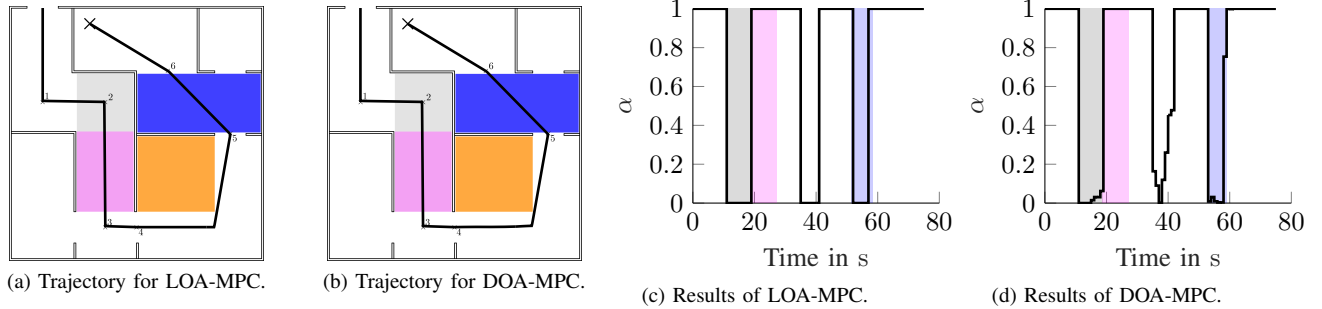 1
2
3
4
5
6
(a) Trajectory for LOA-MPC.
1
2
3
4
5
6
(b) Trajectory for DOA-MPC.
1
0.8
0.6
0.4
0.2
0
α
0 20 40 60 80
Time in s
(c) Results of LOA-MPC.
1
0.8
0.6
0.4
0.2
0
α
0 20 40 60 80
Time in s
(d) Results of DOA-MPC.